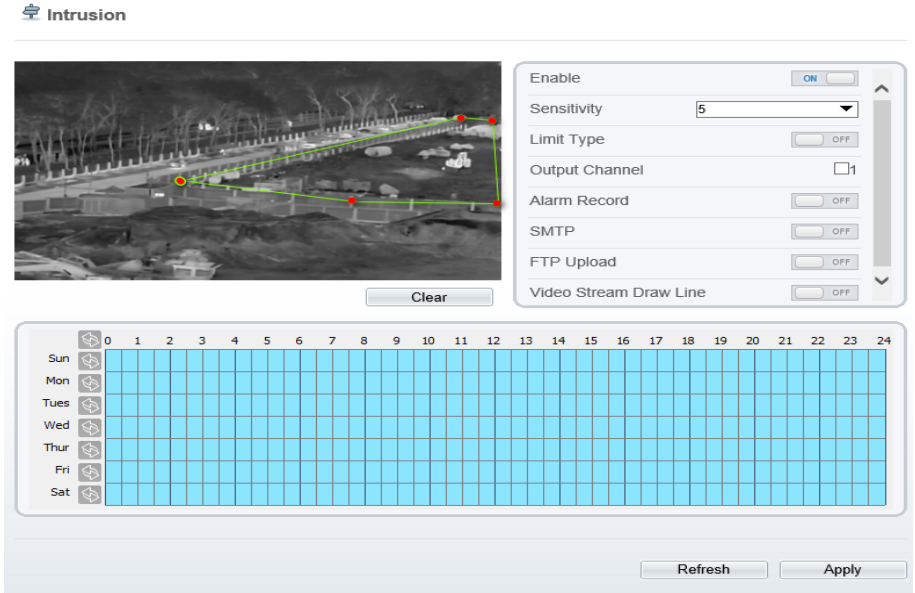 Intrusion
Enable ON
Sensitivity 5
Limit Type OFF
Output Channel 1
Alarm Record OFF
SMTP OFF
FTP Upload OFF
Video Stream Draw Line OFF
Clear
0 1 2 3 4 5 6 7 8 9 10 11 12 13 14 15 16 17 18 19 20 21 22 23 24
Sun
Mon
Tues
Wed
Thur
Fri
Sat
Refresh Apply